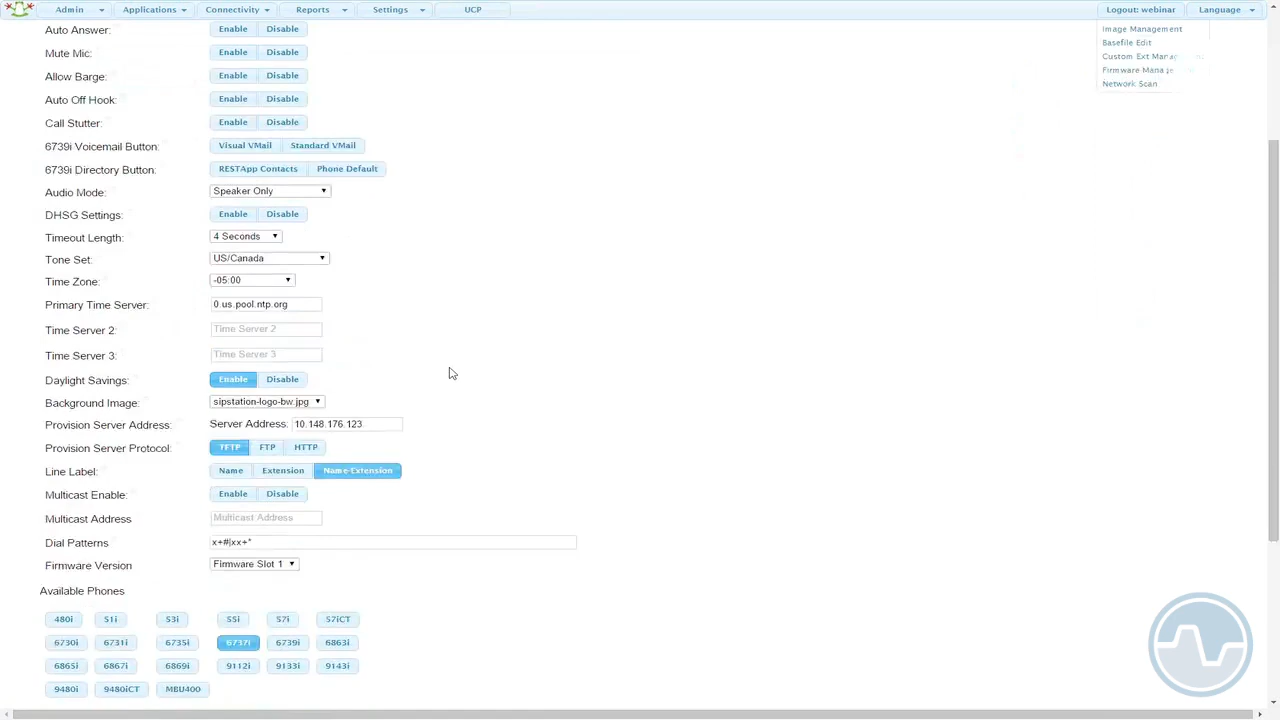 Admin Applications Connectivity Reports Settings UCP Logout: webinar Language
Image Management
Basefile Edit
Custom Ext Manag
Firmware Manage
Network Scan
Auto Answer: Enable Disable
Mute Mic: Enable Disable
Allow Barge: Enable Disable
Auto Off Hook: Enable Disable
Call Stutter: Enable Disable
6739i Voicemail Button: Visual VMail Standard VMail
6739i Directory Button: RESTApp Contacts Phone Default
Audio Mode: Speaker Only
DHSG Settings: Enable Disable
Timeout Length: 4 Seconds
Tone Set: US/Canada
Time Zone: -05:00
Primary Time Server: 0.us.pool.ntp.org
Time Server 2: Time Server 2
Time Server 3: Time Server 3
Daylight Savings: Enable Disable
Background Image: sipstation-logo-bw.jpg
Provision Server Address: Server Address: 10.148.176.123
Provision Server Protocol: TFTP FTP HTTP
Line Label: Name Extension Name-Extension
Multicast Enable: Enable Disable
Multicast Address Multicast Address
Dial Patterns x+#|xx+*
Firmware Version Firmware Slot 1
Available Phones
480i 51i 53i 55i 57i 57iCT
6730i 6731i 6735i 6737i 6739i 6863i
6865i 6867i 6869i 9112i 9133i 9143i
9480i 9480iCT MBU400